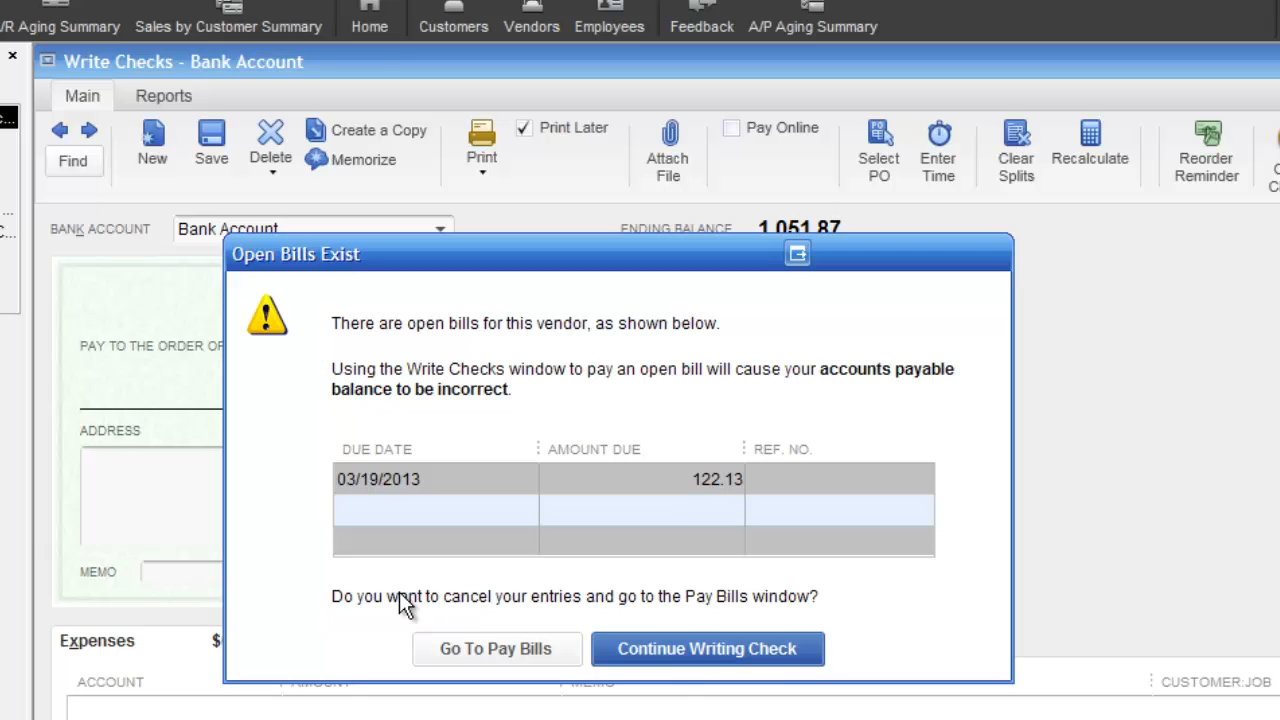 /R Aging Summary Sales by Customer Summary Home Customers Vendors Employees Feedback A/P Aging Summary
Write Checks - Bank Account
Main Reports
Create a Copy
Print Later
Pay Online
Find
New Save Delete Memorize Print
Attach File
Select PO
Enter Time
Clear Splits
Recalculate
Reorder Reminder
BANK ACCOUNT Bank Account ENDING BALANCE 1,051.87
Open Bills Exist
There are open bills for this vendor, as shown below.
PAY TO THE ORDER OF
Using the Write Checks window to pay an open bill will cause your accounts payable
balance to be incorrect.
ADDRESS
DUE DATE AMOUNT DUE REF. NO.
03/19/2013 122.13
MEMO
Do you want to cancel your entries and go to the Pay Bills window?
Expenses $
Go To Pay Bills Continue Writing Check
ACCOUNT AMOUNT MEMO CUSTOMER:JOB